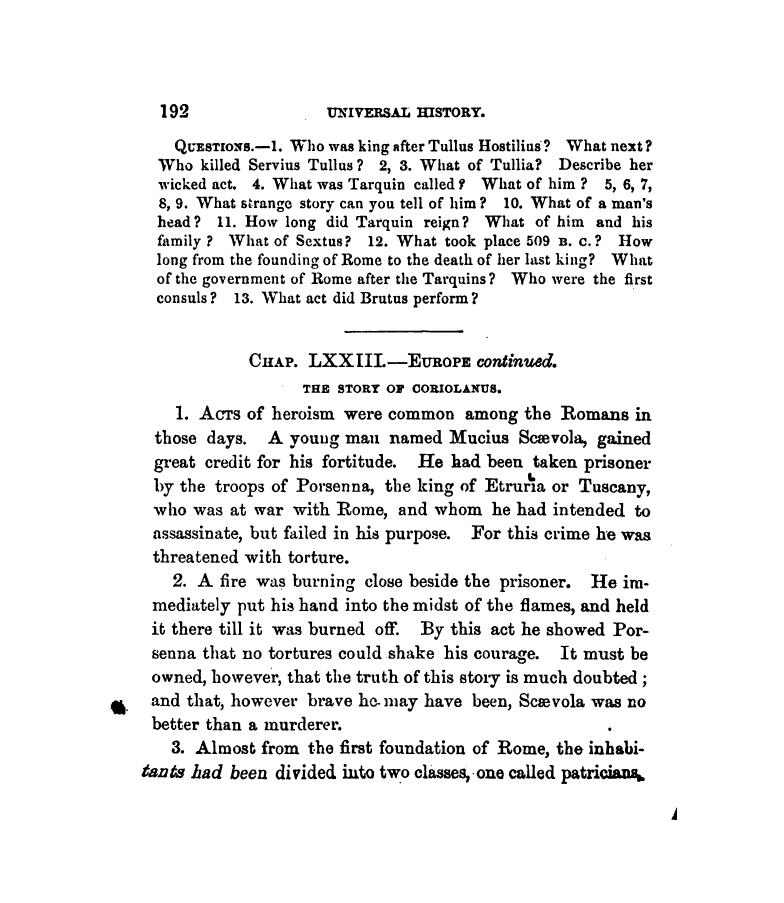 192 UNIVERSAL HISTORY.
QUESTIONS.—1. Who was king after Tullus Hostilius? What next?
Who killed Servius Tullus? 2, 3. What of Tullia? Describe her
wicked act. 4. What was Tarquin called? What of him? 5, 6, 7,
8, 9. What strange story can you tell of him? 10. What of a man's
head? 11. How long did Tarquin reign? What of him and his
family? What of Sextus? 12. What took place 509 B. C.? How
long from the founding of Rome to the death of her last king? What
of the government of Rome after the Tarquins? Who were the first
consuls? 13. What act did Brutus perform?
CHAP. LXXIII.—EUROPE continued.
THE STORY OF CORIOLANUS.
1. ACTS of heroism were common among the Romans in
those days. A young man named Mucius Scævola, gained
great credit for his fortitude. He had been taken prisoner
by the troops of Porsenna, the king of Etruria or Tuscany,
who was at war with Rome, and whom he had intended to
assassinate, but failed in his purpose. For this crime he was
threatened with torture.
2. A fire was burning close beside the prisoner. He im-
mediately put his hand into the midst of the flames, and held
it there till it was burned off. By this act he showed Por-
senna that no tortures could shake his courage. It must be
owned, however, that the truth of this story is much doubted;
and that, however brave he may have been, Scævola was no
better than a murderer.
3. Almost from the first foundation of Rome, the inhabi-
tants had been divided into two classes, one called patricians,